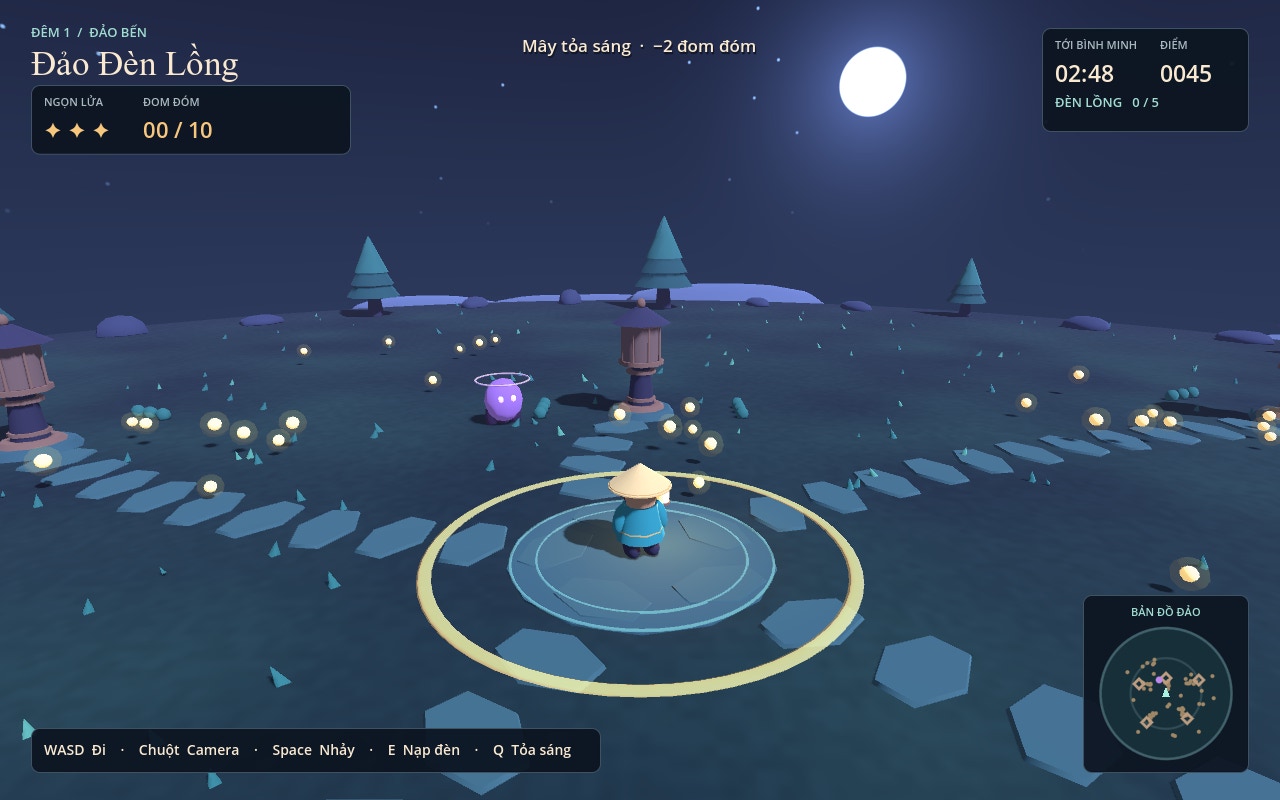 ĐÊM 1 / ĐẢO BẾN
Đảo Đèn Lồng
NGỌN LỬA ĐOM ĐÓM
00 / 10
Mây tỏa sáng · −2 đom đóm
TỚI BÌNH MINH ĐIỂM
02:48 0045
ĐÈN LỒNG 0 / 5
BẢN ĐỒ ĐẢO
WASD Đi · Chuột Camera · Space Nhảy · E Nạp đèn · Q Tỏa sáng